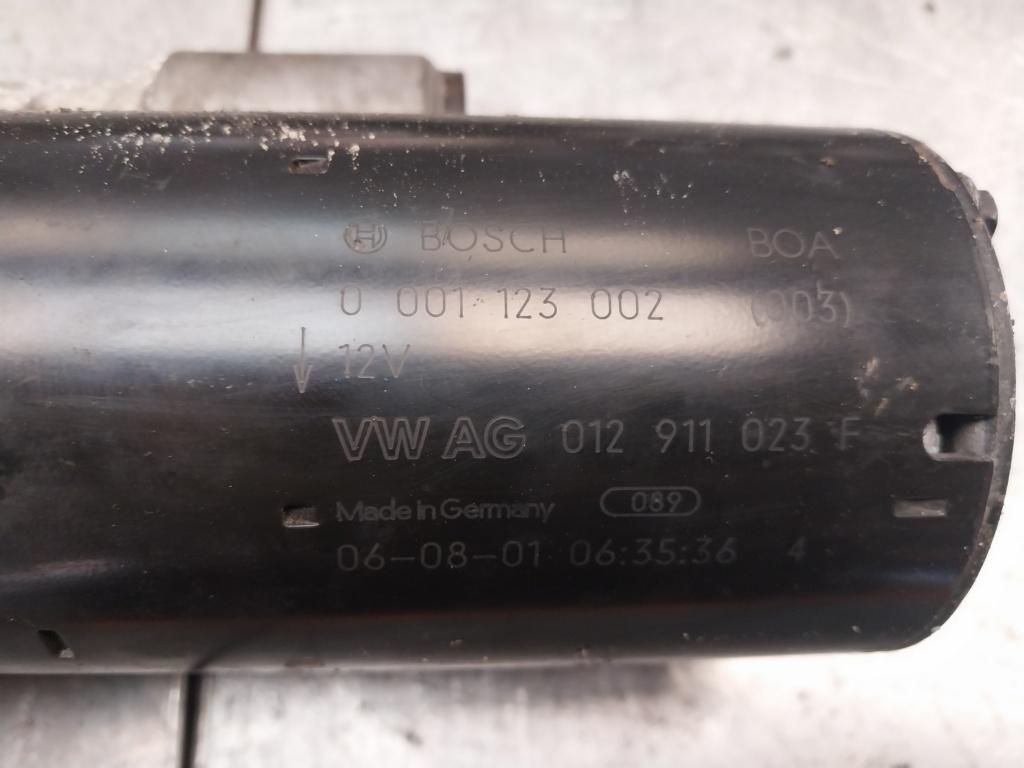 BOSCH BOA
0 001 123 002 (003)
12V
VW AG 012 911 023 F
Made in Germany 089
06-08-01 06:35:36 4